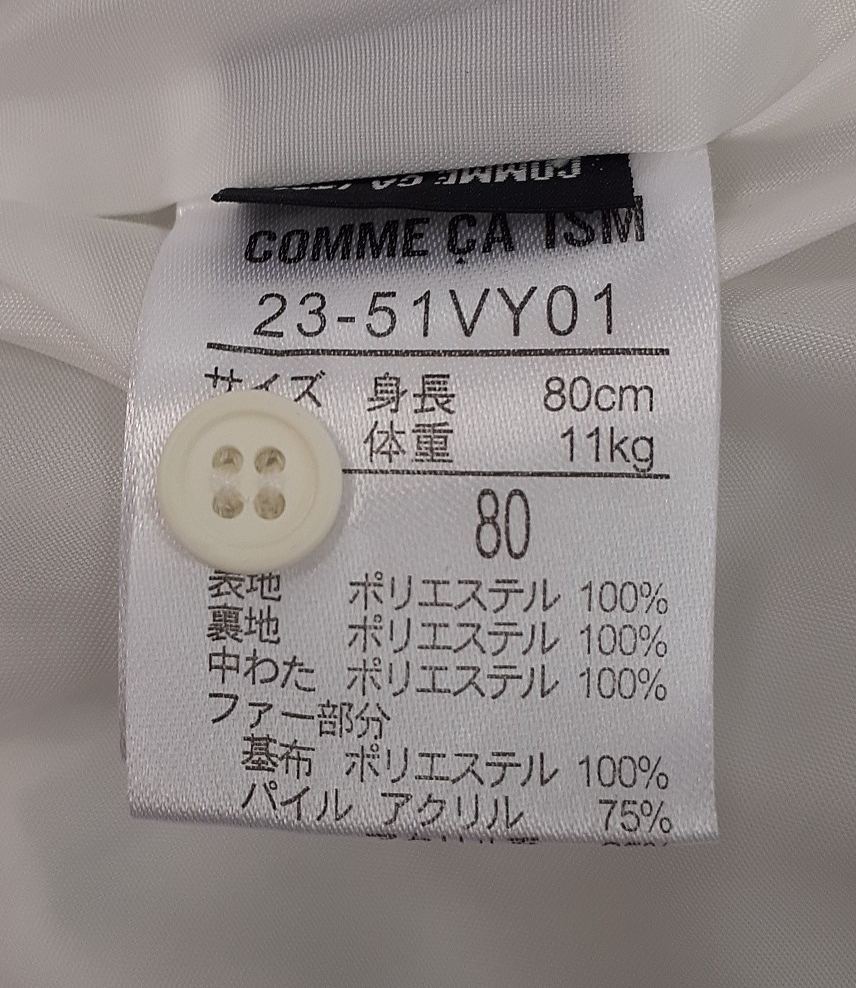 COMME ÇA ISM
COMME ÇA ISM
23-51VY01
サイズ 身長 80cm
体重 11kg
80
表地 ポリエステル 100%
裏地 ポリエステル 100%
中わた ポリエステル 100%
ファー部分
基布 ポリエステル 100%
パイル アクリル 75%